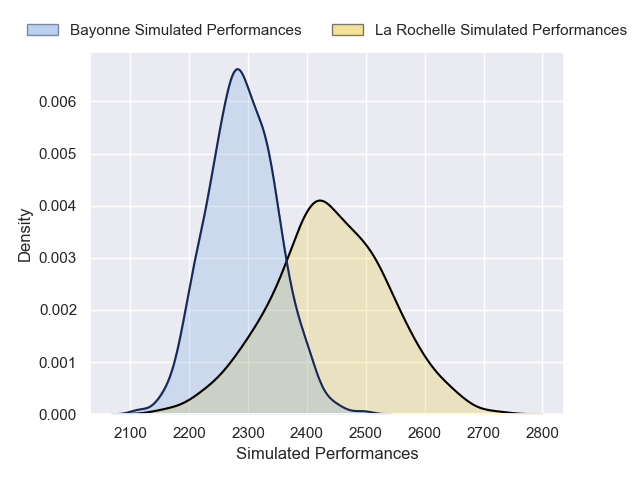 Bayonne Simulated Performances La Rochelle Simulated Performances
0.006
0.005
0.004
0.003
0.002
0.001
0.000
Density
2100 2200 2300 2400 2500 2600 2700 2800
Simulated Performances